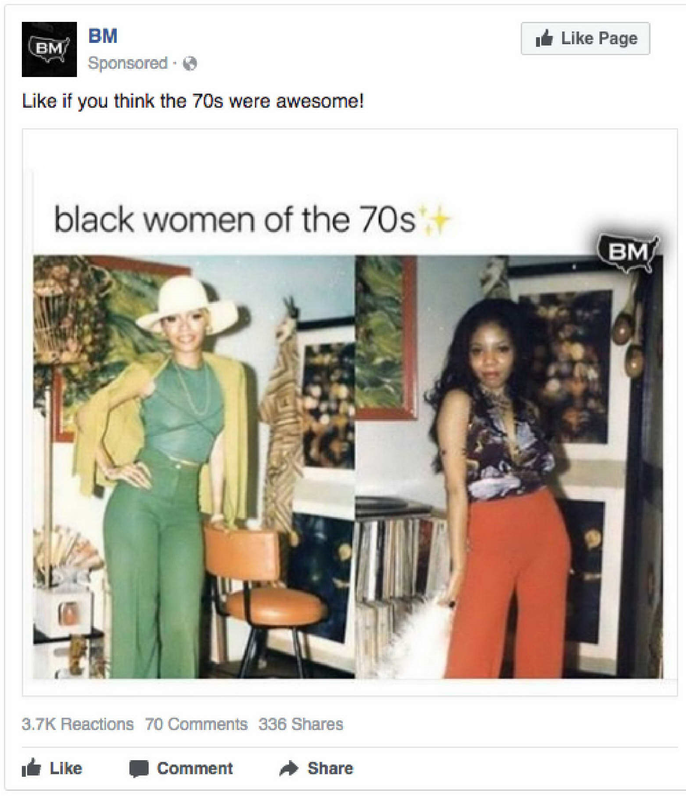 BM
BM
Like Page
Sponsored ·
Like if you think the 70s were awesome!
black women of the 70s✨
BM
3.7K Reactions 70 Comments 336 Shares
Like Comment Share